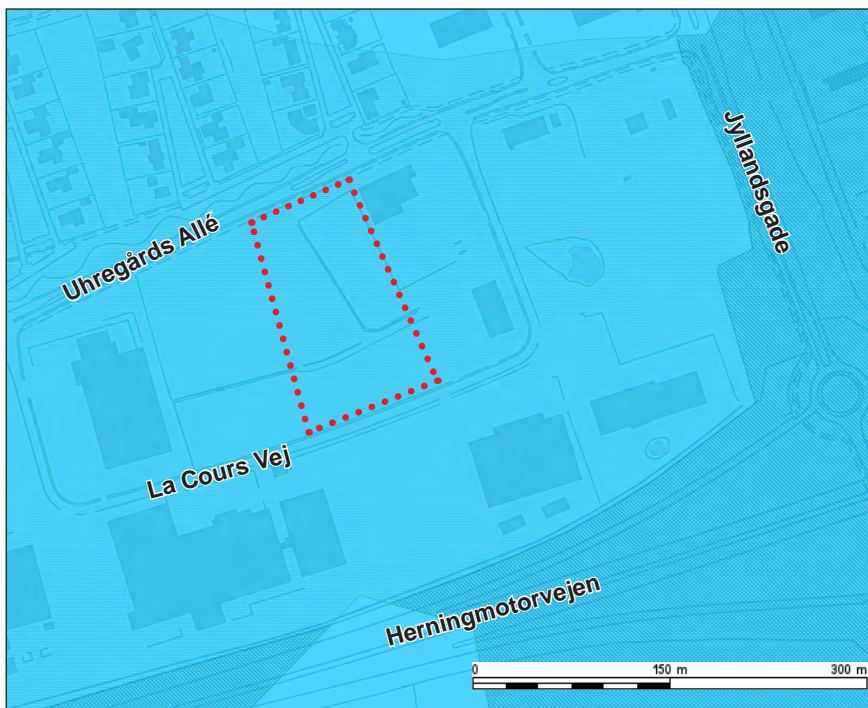 Jyllandsgade
Uhregårds Allé
La Cours Vej
Herningmotorvejen
0 150 m 300 m